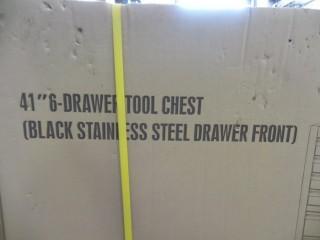 41" 6-DRAWER TOOL CHEST
(BLACK STAINLESS STEEL DRAWER FRONT)